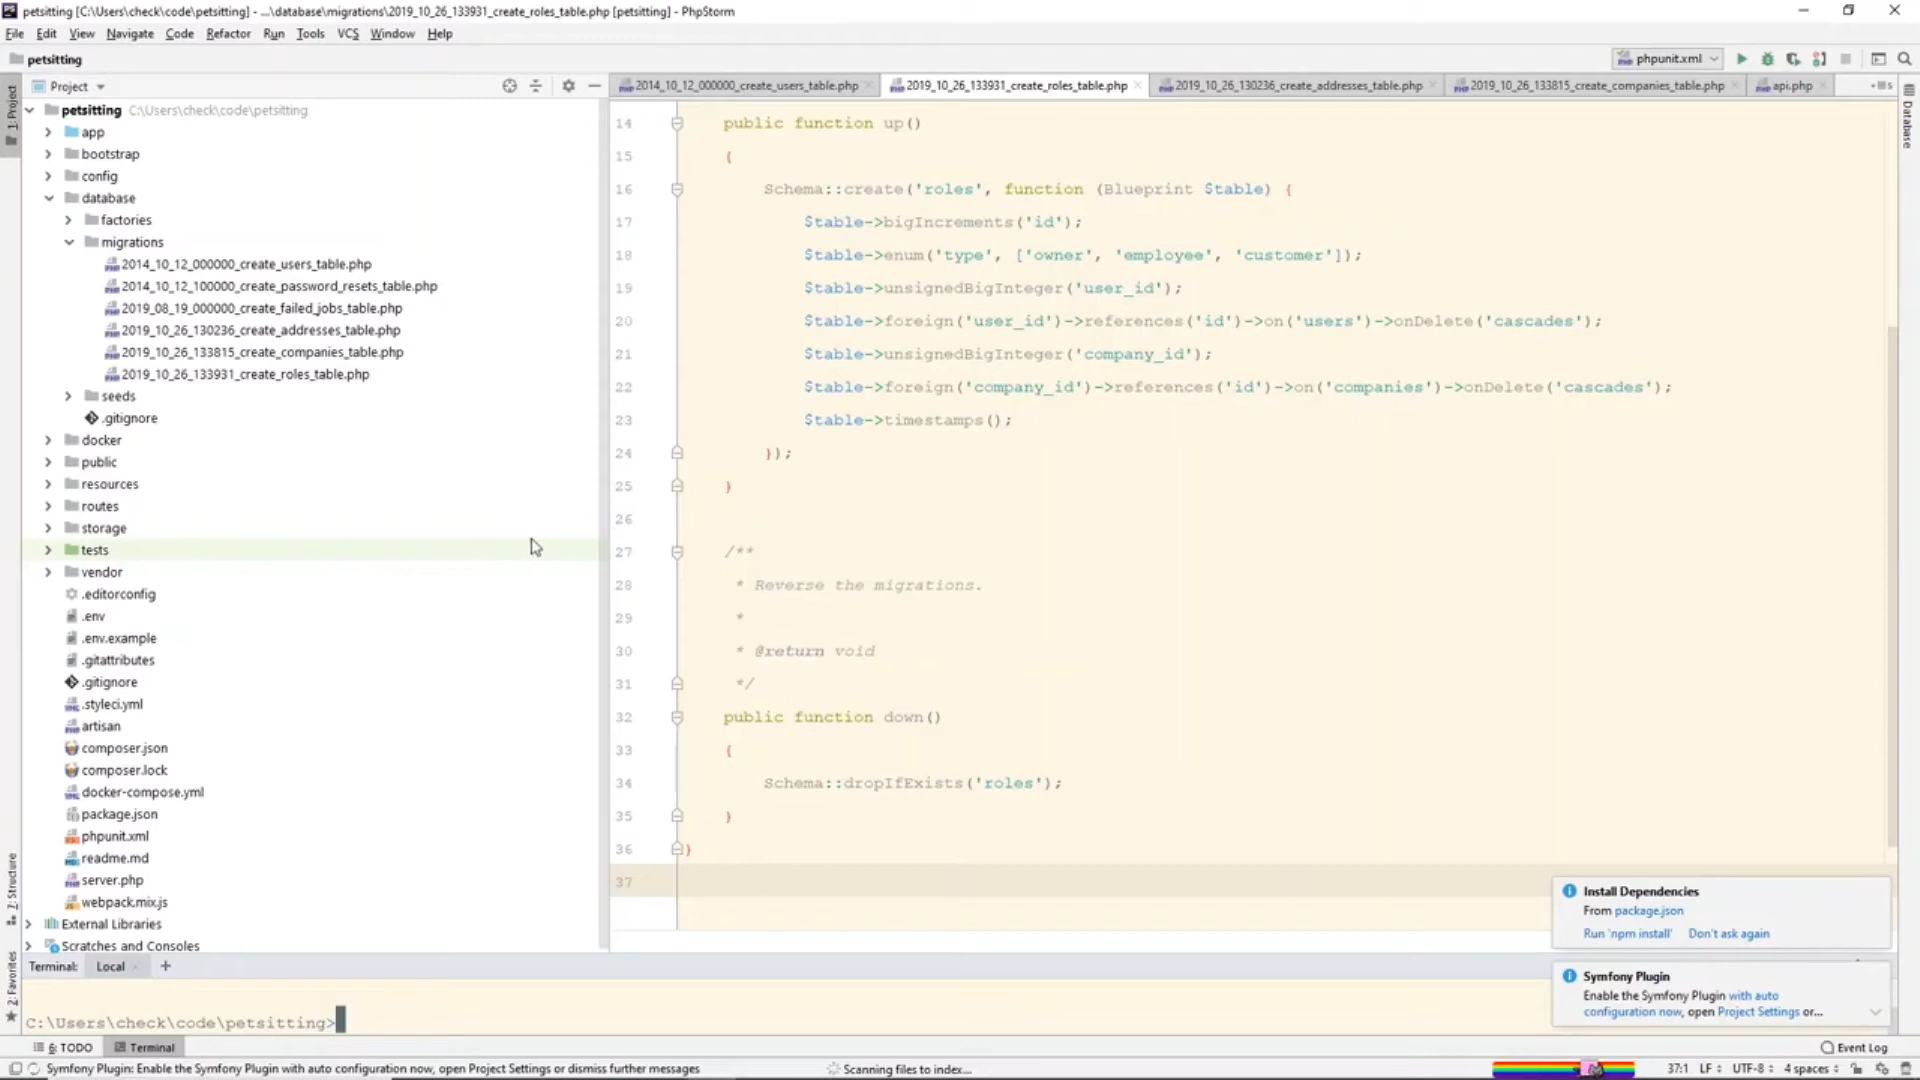 petsitting [C:\Users\check\code\petsitting] - ...\database\migrations\2019_10_26_133931_create_roles_table.php [petsitting] - PhpStorm
File Edit View Navigate Code Refactor Run Tools VCS Window Help
petsitting
phpunit.xml
Project
2014_10_12_000000_create_users_table.php
2019_10_26_133931_create_roles_table.php
2019_10_26_130236_create_addresses_table.php
2019_10_26_133815_create_companies_table.php
api.php
1: Project
Database
petsitting C:\Users\check\code\petsitting
app
bootstrap
config
database
factories
migrations
2014_10_12_000000_create_users_table.php
2014_10_12_100000_create_password_resets_table.php
2019_08_19_000000_create_failed_jobs_table.php
2019_10_26_130236_create_addresses_table.php
2019_10_26_133815_create_companies_table.php
2019_10_26_133931_create_roles_table.php
seeds
.gitignore
docker
public
resources
routes
storage
tests
vendor
.editorconfig
.env
.env.example
.gitattributes
.gitignore
.styleci.yml
artisan
composer.json
composer.lock
docker-compose.yml
package.json
phpunit.xml
readme.md
server.php
webpack.mix.js
External Libraries
Scratches and Consoles
14 public function up()
15 {
16 Schema::create('roles', function (Blueprint $table) {
17 $table->bigIncrements('id');
18 $table->enum('type', ['owner', 'employee', 'customer']);
19 $table->unsignedBigInteger('user_id');
20 $table->foreign('user_id')->references('id')->on('users')->onDelete('cascades');
21 $table->unsignedBigInteger('company_id');
22 $table->foreign('company_id')->references('id')->on('companies')->onDelete('cascades');
23 $table->timestamps();
24 });
25 }
26
27 /**
28 * Reverse the migrations.
29 *
30 * @return void
31 */
32 public function down()
33 {
34 Schema::dropIfExists('roles');
35 }
36 }
37
7: Structure
2: Favorites
Install Dependencies
From package.json
Run 'npm install' Don't ask again
Symfony Plugin
Enable the Symfony Plugin with auto
configuration now, open Project Settings or...
Terminal: Local +
C:\Users\check\code\petsitting>
6: TODO Terminal Event Log
Symfony Plugin: Enable the Symfony Plugin with auto configuration now, open Project Settings or dismiss further messages Scanning files to index... 37:1 LF UTF-8 4 spaces